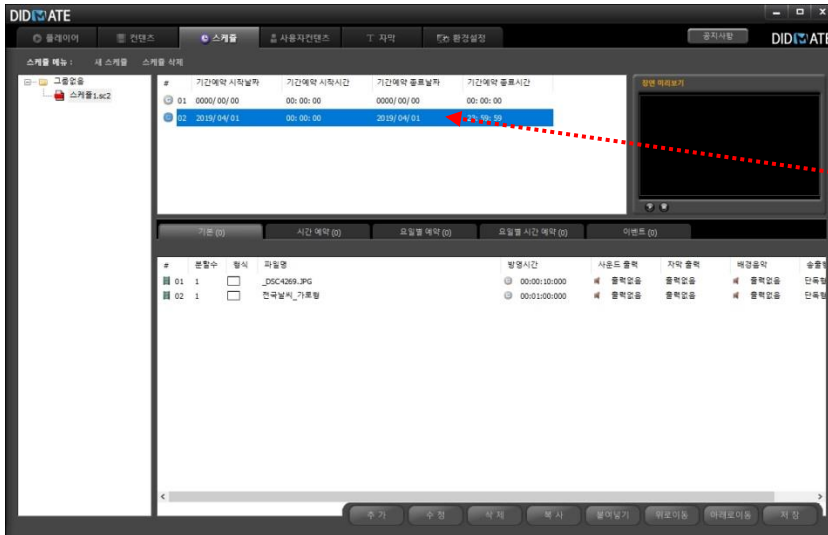 DIDMATE
플레이어 컨텐츠 스케줄 사용자컨텐츠 T 자막 환경설정 공지사항 DIDMATE
스케줄 메뉴 : 새 스케줄 스케줄 삭제
그룹없음
스케줄1.sc2
# 기간예약 시작날짜 기간예약 시작시간 기간예약 종료날짜 기간예약 종료시간
01 0000/00/00 00: 00: 00 0000/00/00 00: 00: 00
02 2019/04/01 00: 00: 00 2019/04/01 23: 59: 59
장면 미리보기
기본 (0) 시간 예약 (0) 요일별 예약 (0) 요일별 시간 예약 (0) 이벤트 (0)
# 분할수 형식 파일명 방영시간 사운드 출력 자막 출력 배경음악 송출형
01 1 _DSC4269.JPG 00:00:10:000 출력없음 출력없음 출력없음 단독형
02 1 전국날씨_가로형 00:01:00:000 출력없음 출력없음 출력없음 단독형
추 가 수 정 삭 제 복 사 붙여넣기 위로이동 아래로이동 저 장